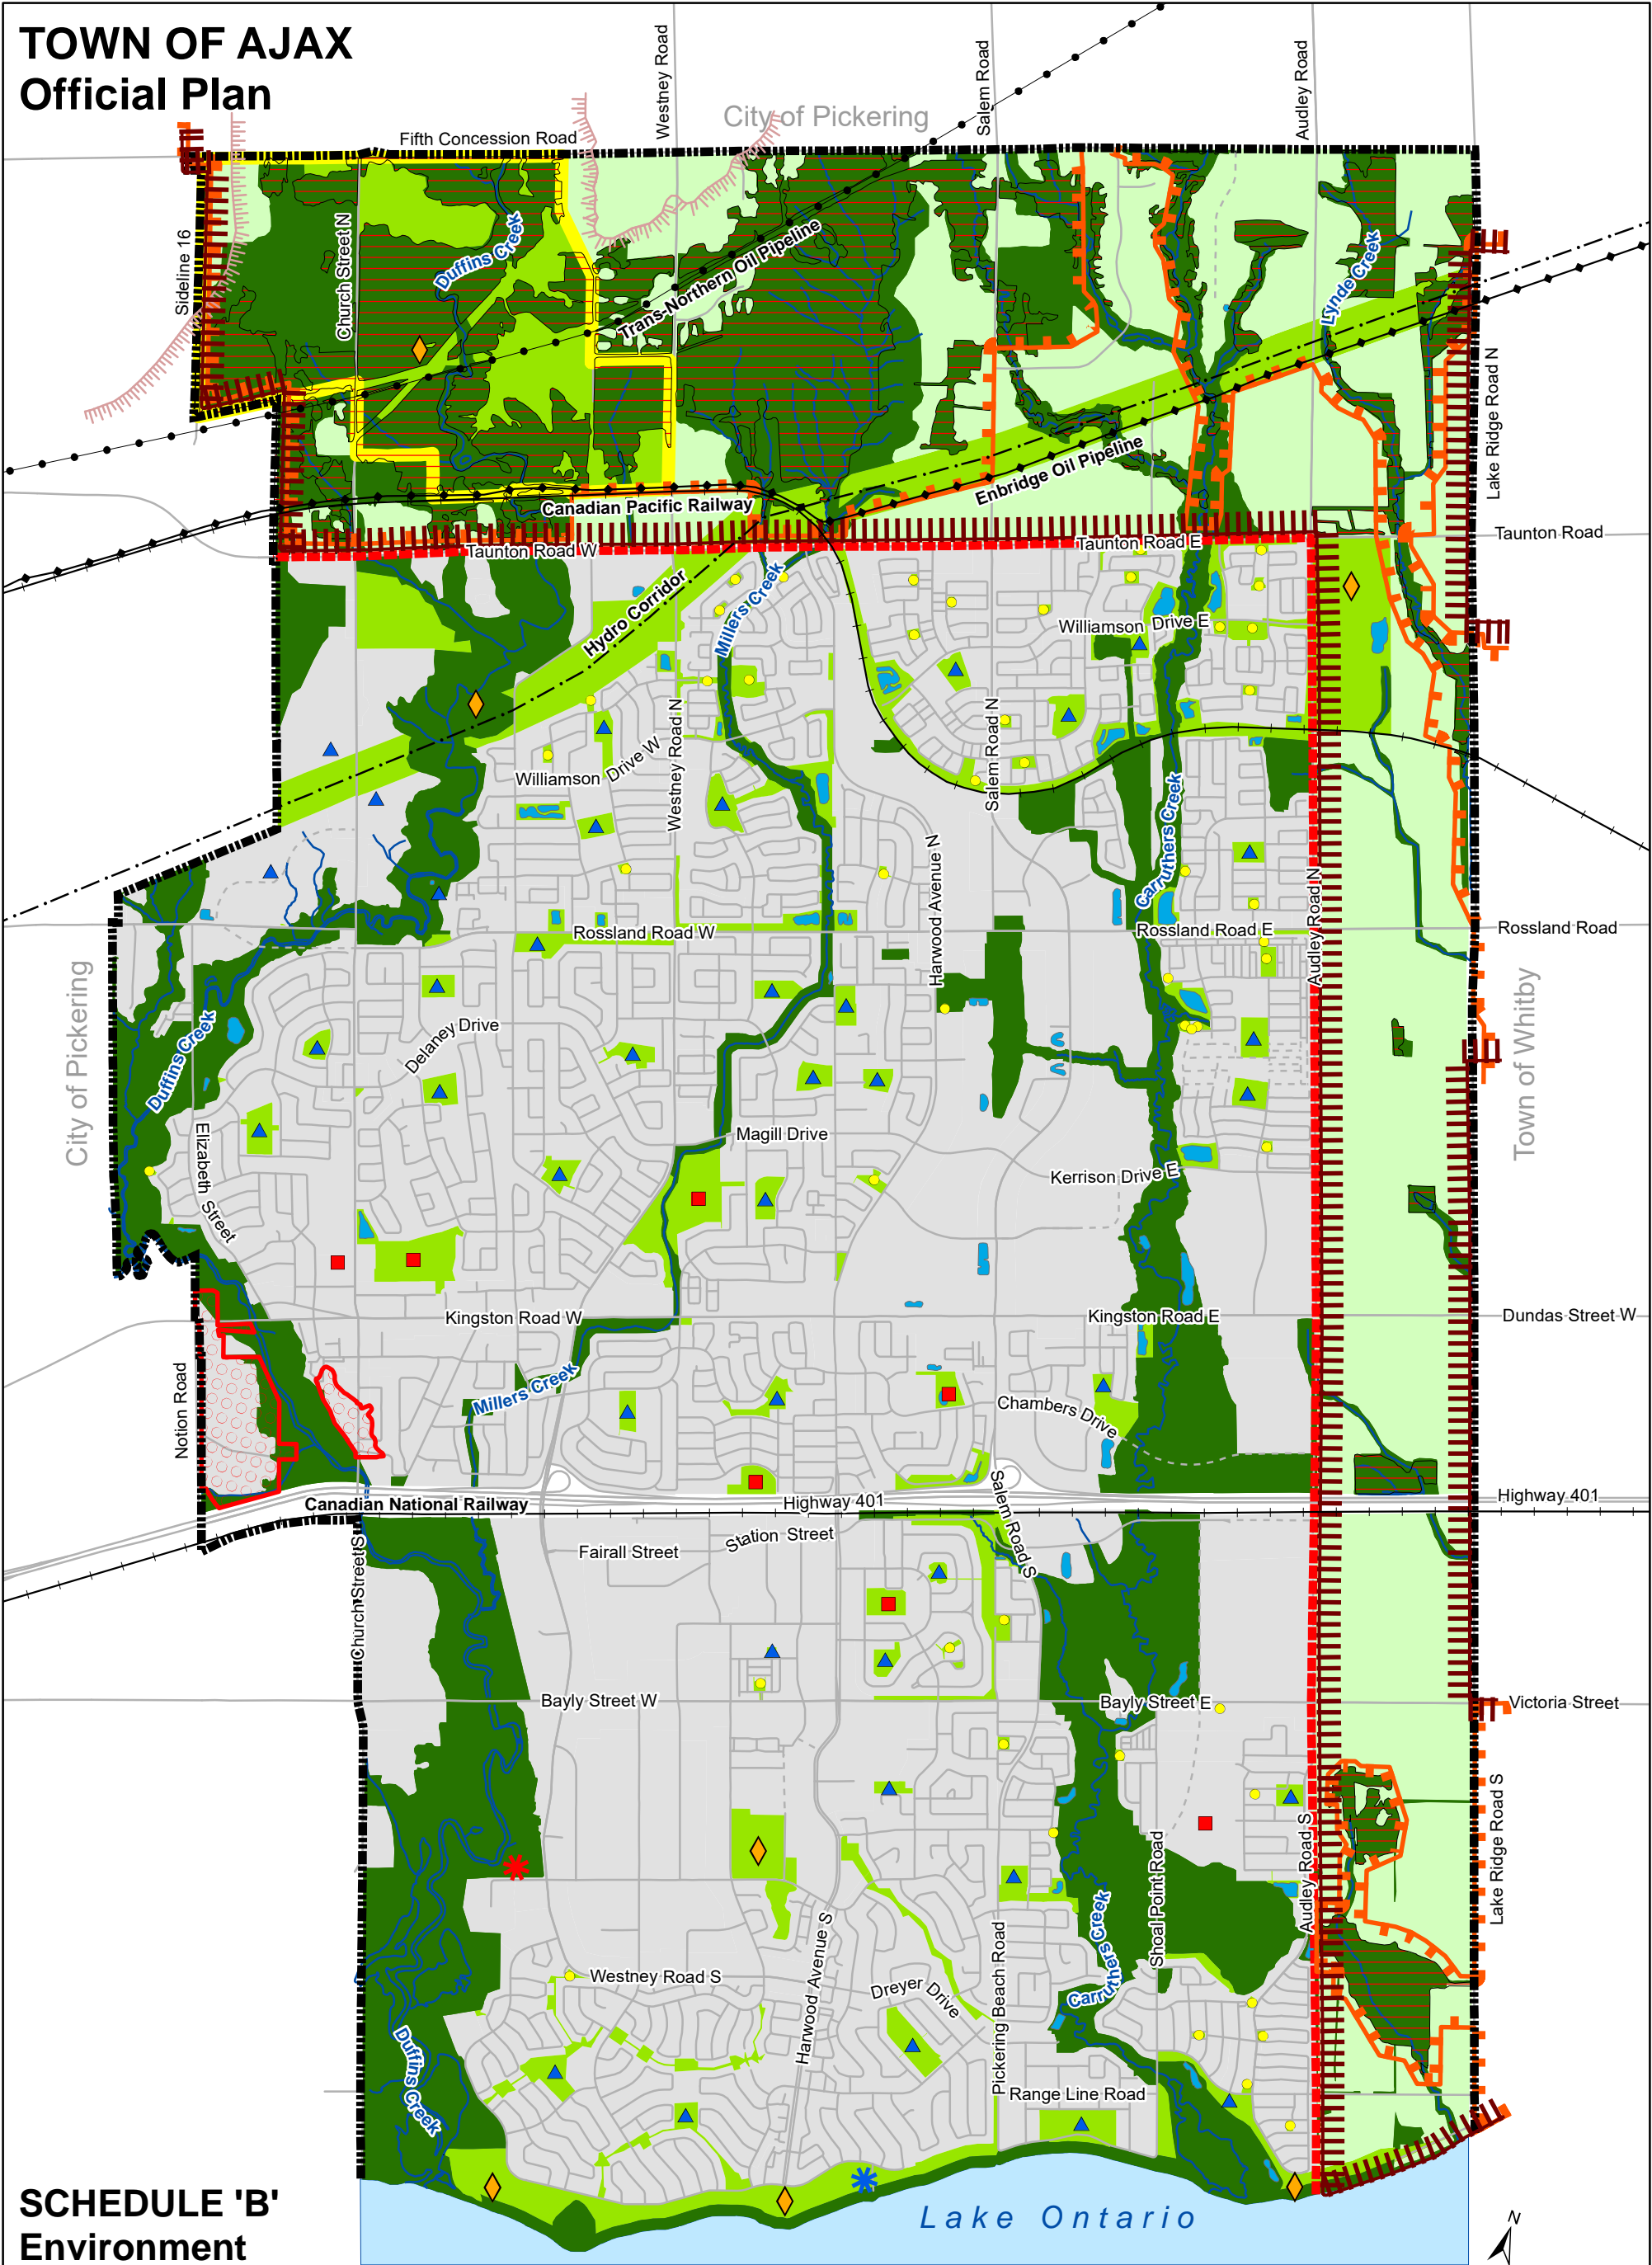 TOWN OF AJAX
Official Plan
Westney Road
Salem Road
Audley Road
City of Pickering
Fifth Concession Road
Sideline 16
Church Street N
Duffins Creek
Trans-Northern Oil Pipeline
Lynde Creek
Lake Ridge Road N
Enbridge Oil Pipeline
Canadian Pacific Railway
Taunton Road W
Taunton Road E
Taunton Road
Hydro Corridor
Millers Creek
Williamson Drive E
Williamson Drive W
Westney Road N
Salem Road N
Carruthers Creek
Harwood Avenue N
Audley Road N
Rossland Road W
Rossland Road E
Rossland Road
City of Pickering
Town of Whitby
Duffins Creek
Delaney Drive
Elizabeth Street
Magill Drive
Kerrison Drive E
Kingston Road W
Kingston Road E
Dundas Street W
Notion Road
Millers Creek
Chambers Drive
Canadian National Railway
Highway 401
Highway 401
Salem Road S
Church Street S
Fairall Street
Station Street
Bayly Street W
Bayly Street E
Victoria Street
Lake Ridge Road S
Audley Road S
Shoal Point Road
Carruthers Creek
Pickering Beach Road
Harwood Avenue S
Westney Road S
Dreyer Drive
Duffins Creek
Range Line Road
Lake Ontario
SCHEDULE 'B'
Environment
N